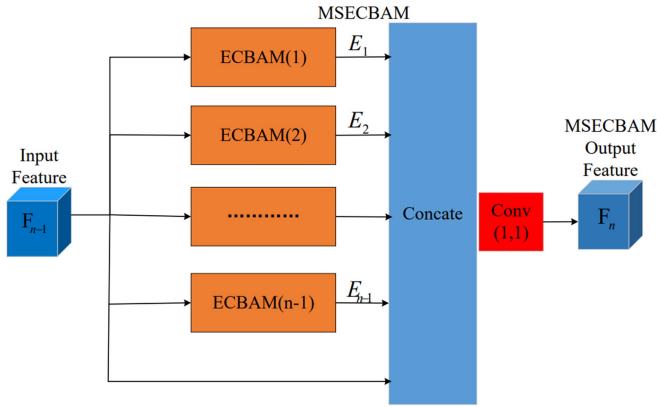 MSECBAM
ECBAM(1)
E₁
ECBAM(2)
E₂
Input
Feature
Fₙ₋₁
............
ECBAM(n-1)
Eₙ₋₁
Concate
Conv
(1,1)
MSECBAM
Output
Feature
Fₙ